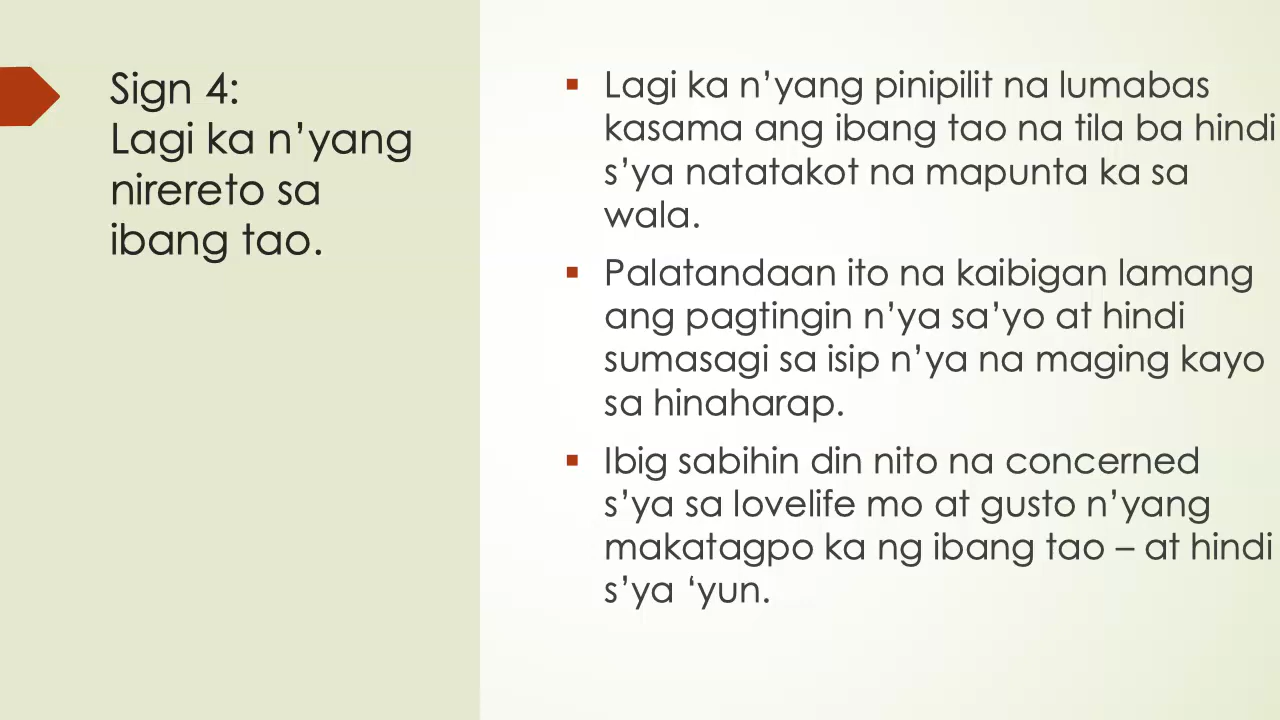 Sign 4:
Lagi ka n’yang
nirereto sa
ibang tao.
▪ Lagi ka n’yang pinipilit na lumabas
kasama ang ibang tao na tila ba hindi
s’ya natatakot na mapunta ka sa
wala.
▪ Palatandaan ito na kaibigan lamang
ang pagtingin n’ya sa’yo at hindi
sumasagi sa isip n’ya na maging kayo
sa hinaharap.
▪ Ibig sabihin din nito na concerned
s’ya sa lovelife mo at gusto n’yang
makatagpo ka ng ibang tao – at hindi
s’ya ‘yun.